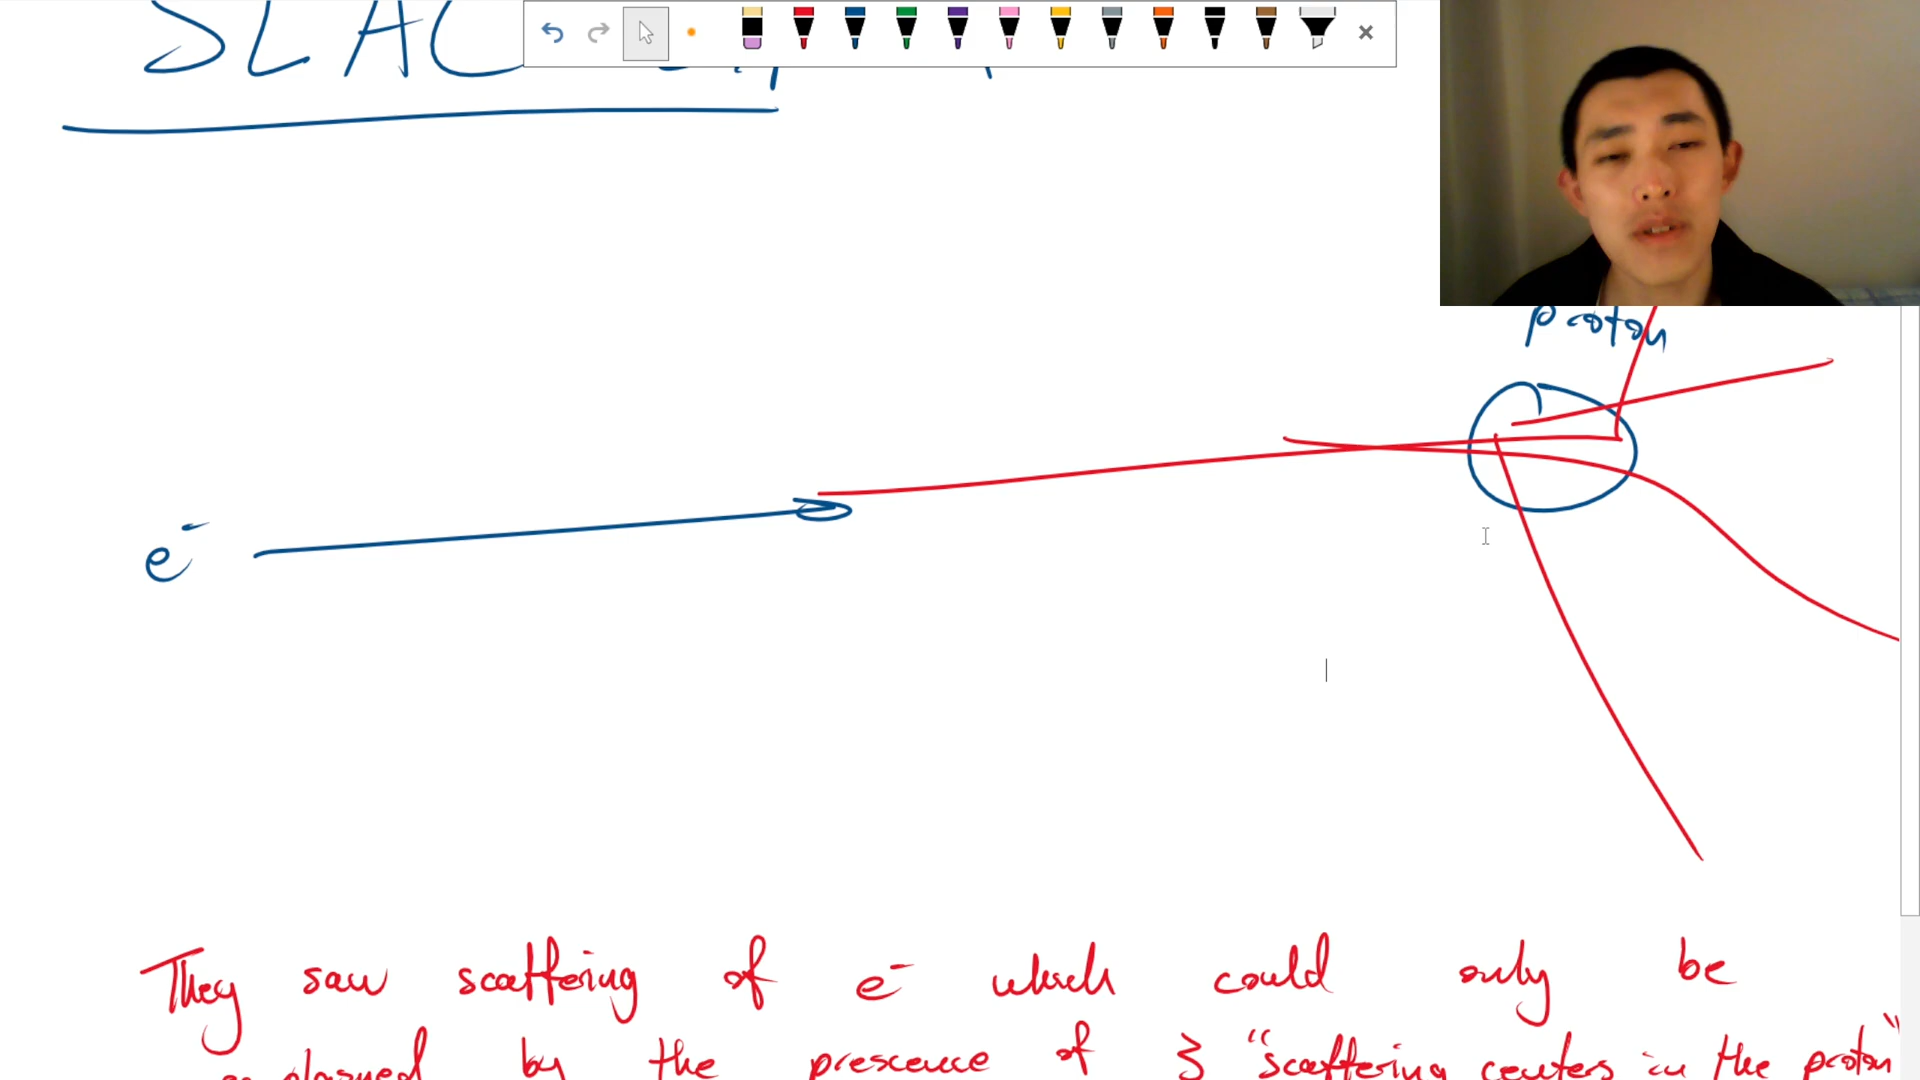 SLAC
proton
e⁻
They saw scattering of e⁻ which could only be
by the prescence of 3 "scattering centers in the proton"